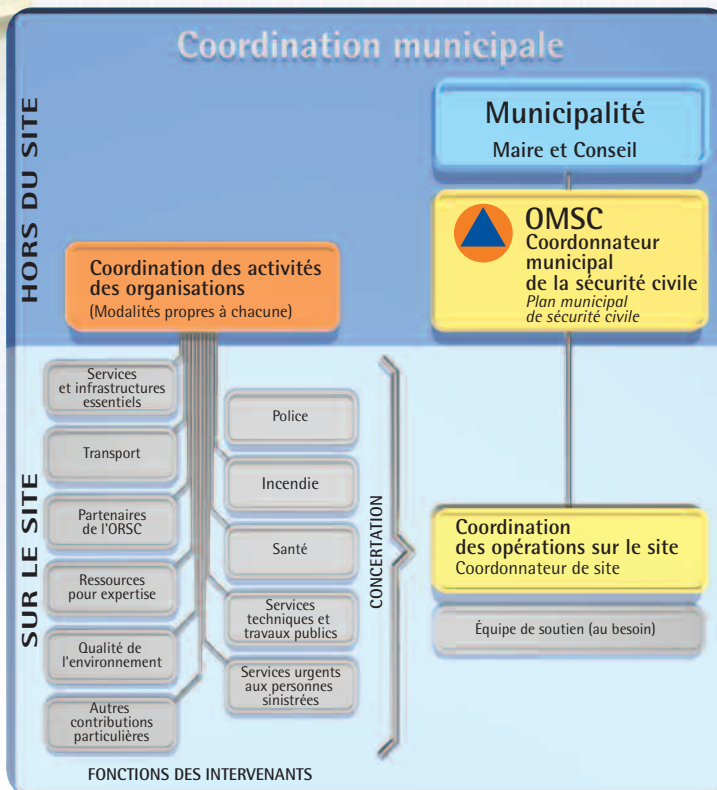 Coordination municipale
HORS DU SITE
Municipalité
Maire et Conseil
OMSC
Coordonnateur
municipal
de la sécurité civile
Plan municipal
de sécurité civile
Coordination des activités
des organisations
(Modalités propres à chacune)
SUR LE SITE
Services
et infrastructures
essentiels
Transport
Partenaires
de l'ORSC
Ressources
pour expertise
Qualité de
l'environnement
Autres
contributions
particulières
Police
Incendie
Santé
Services
techniques et
travaux publics
Services urgents
aux personnes
sinistrées
CONCERTATION
Coordination
des opérations sur le site
Coordonnateur de site
Équipe de soutien (au besoin)
FONCTIONS DES INTERVENANTS